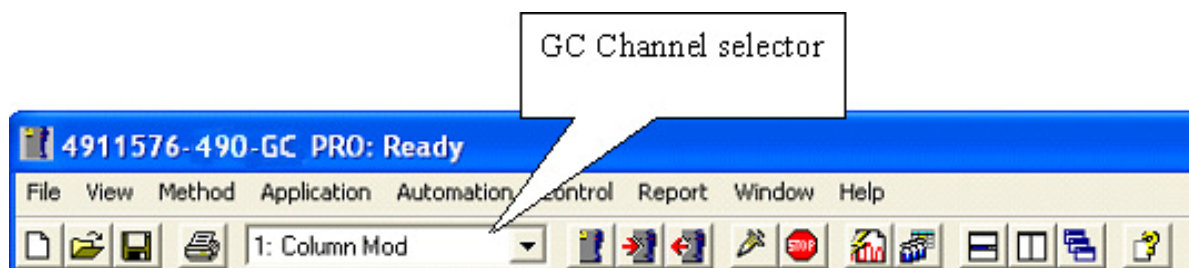 GC Channel selector
4911576-490-GC PRO: Ready
File View Method Application Automation Control Report Window Help
1: Column Mod
STOP